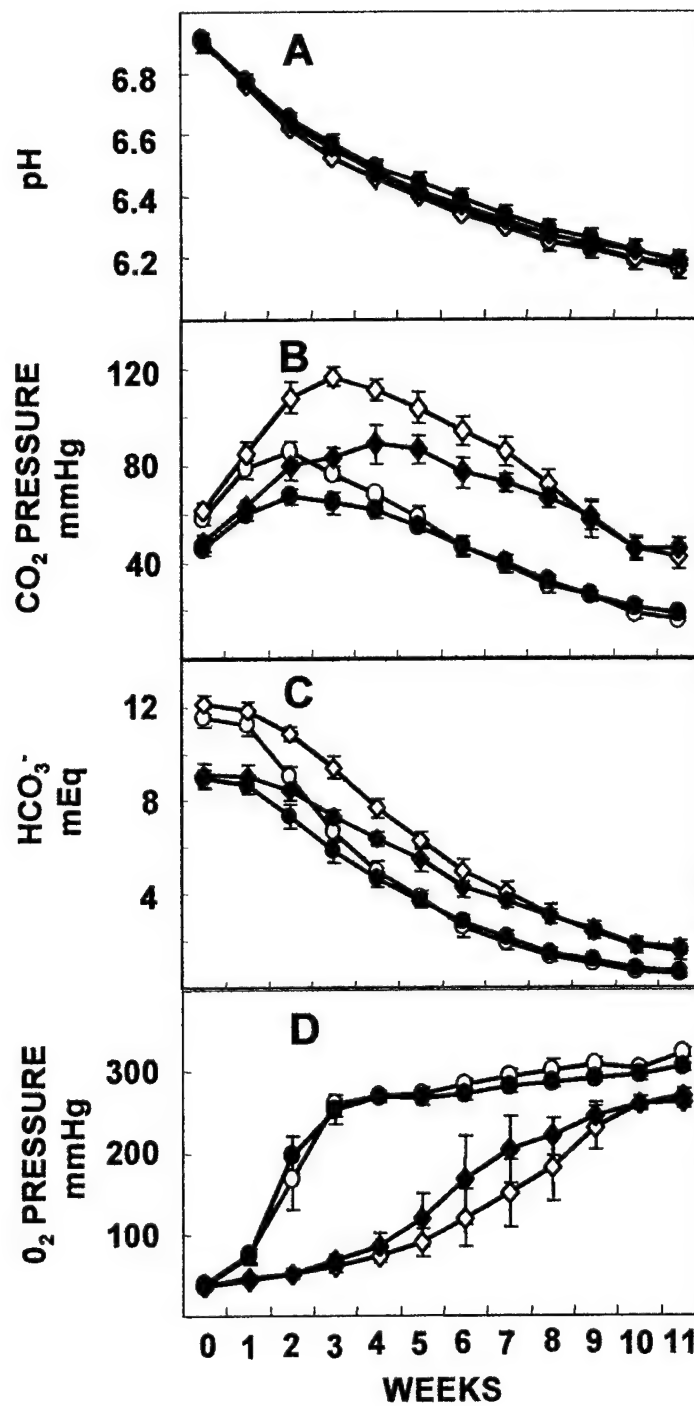 A
pH
6.8
6.6
6.4
6.2
B
CO₂ PRESSURE
mmHg
120
80
40
C
HCO₃⁻
mEq
12
8
4
D
0₂ PRESSURE
mmHg
300
200
100
0 1 2 3 4 5 6 7 8 9 10 11
WEEKS